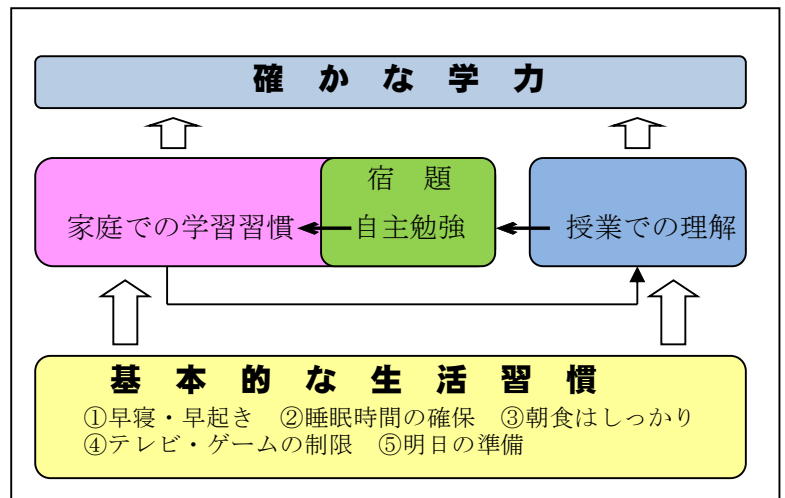 確かな学力
宿題
家庭での学習習慣
自主勉強
授業での理解
基本的な生活習慣
①早寝・早起き ②睡眠時間の確保 ③朝食はしっかり
④テレビ・ゲームの制限 ⑤明日の準備